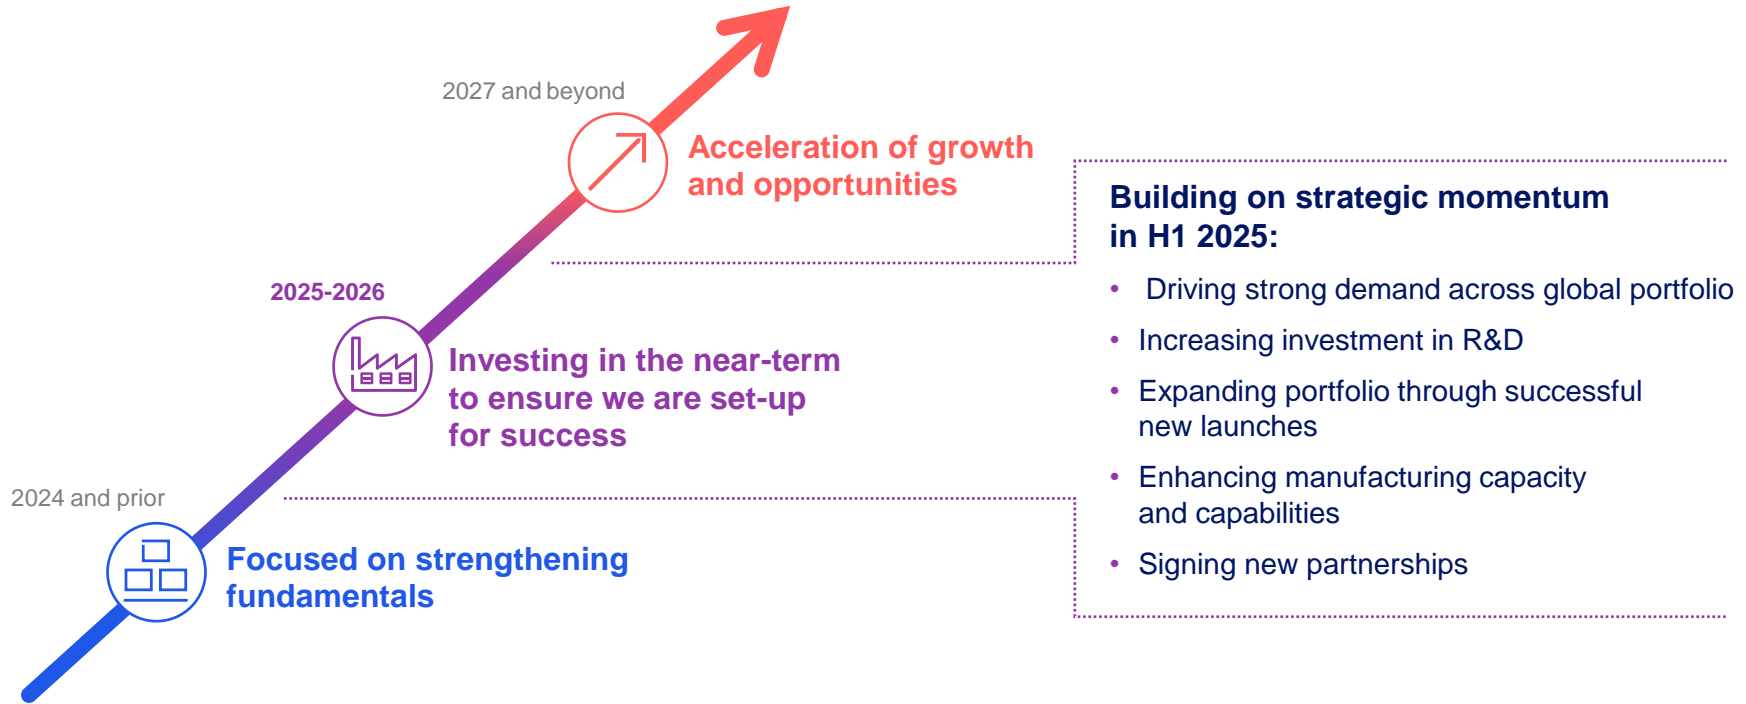 2027 and beyond
Acceleration of growth
and opportunities
2025-2026
Investing in the near-term
to ensure we are set-up
for success
2024 and prior
Focused on strengthening
fundamentals
Building on strategic momentum
in H1 2025:
• Driving strong demand across global portfolio
• Increasing investment in R&D
• Expanding portfolio through successful
new launches
• Enhancing manufacturing capacity
and capabilities
• Signing new partnerships